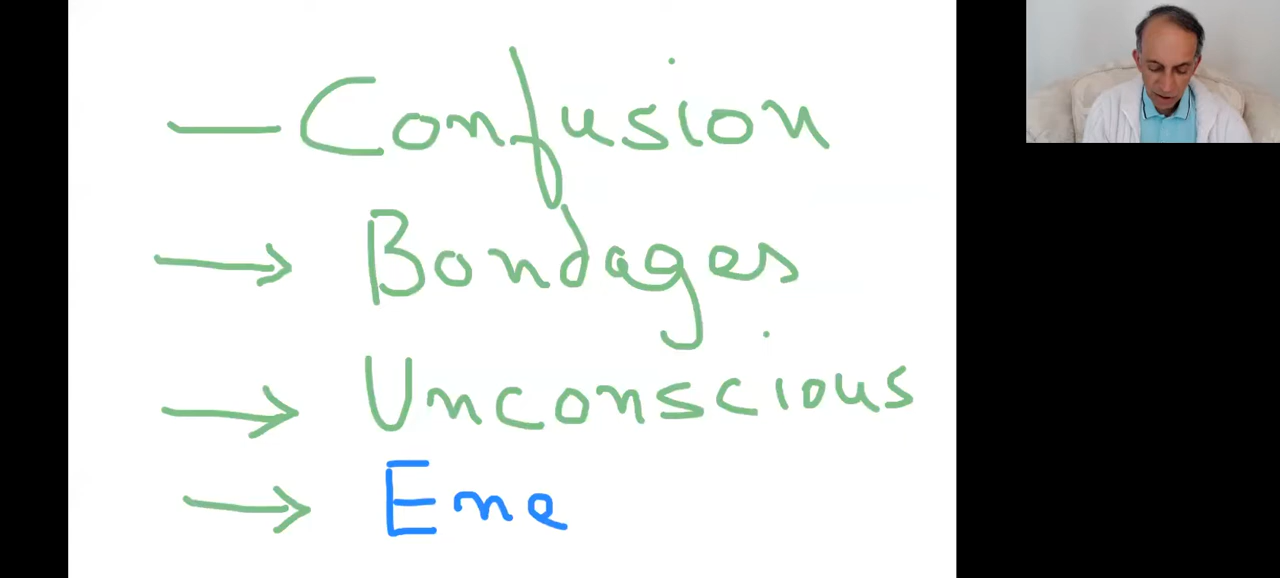 — Confusion
→ Bondages
→ Unconscious
→ Ene